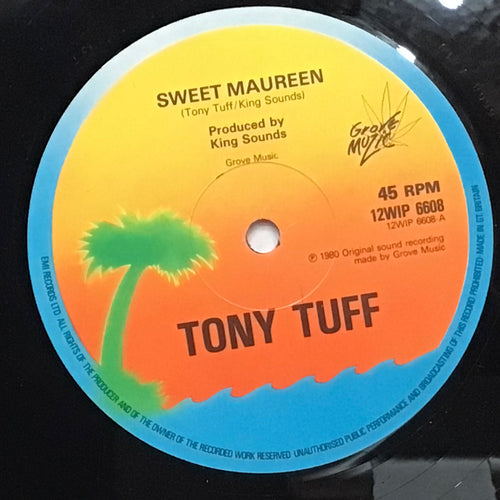 SWEET MAUREEN
(Tony Tuff/King Sounds)
Produced by
King Sounds
Grove Music
GROVE
MUZIC
45 RPM
12WIP 6608
12WIP 6608-A
℗ 1980 Original sound recording
made by Grove Music
TONY TUFF
EMI RECORDS LTD. ALL RIGHTS OF THE PRODUCER AND OF THE OWNER OF THE RECORDED WORK RESERVED. UNAUTHORISED PUBLIC PERFORMANCE AND BROADCASTING OF THIS RECORD PROHIBITED·MADE IN GT. BRITAIN